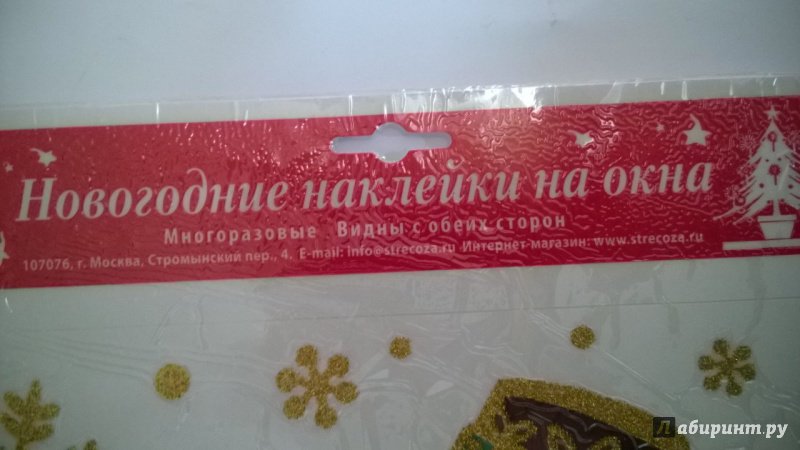 Новогодние наклейки на окна
Многоразовые Видны с обеих сторон
107076, г. Москва, Стромынский пер., 4, E-mail: info@strecoza.ru Интернет-магазин: www.strecoza.ru
Лабиринт.ру